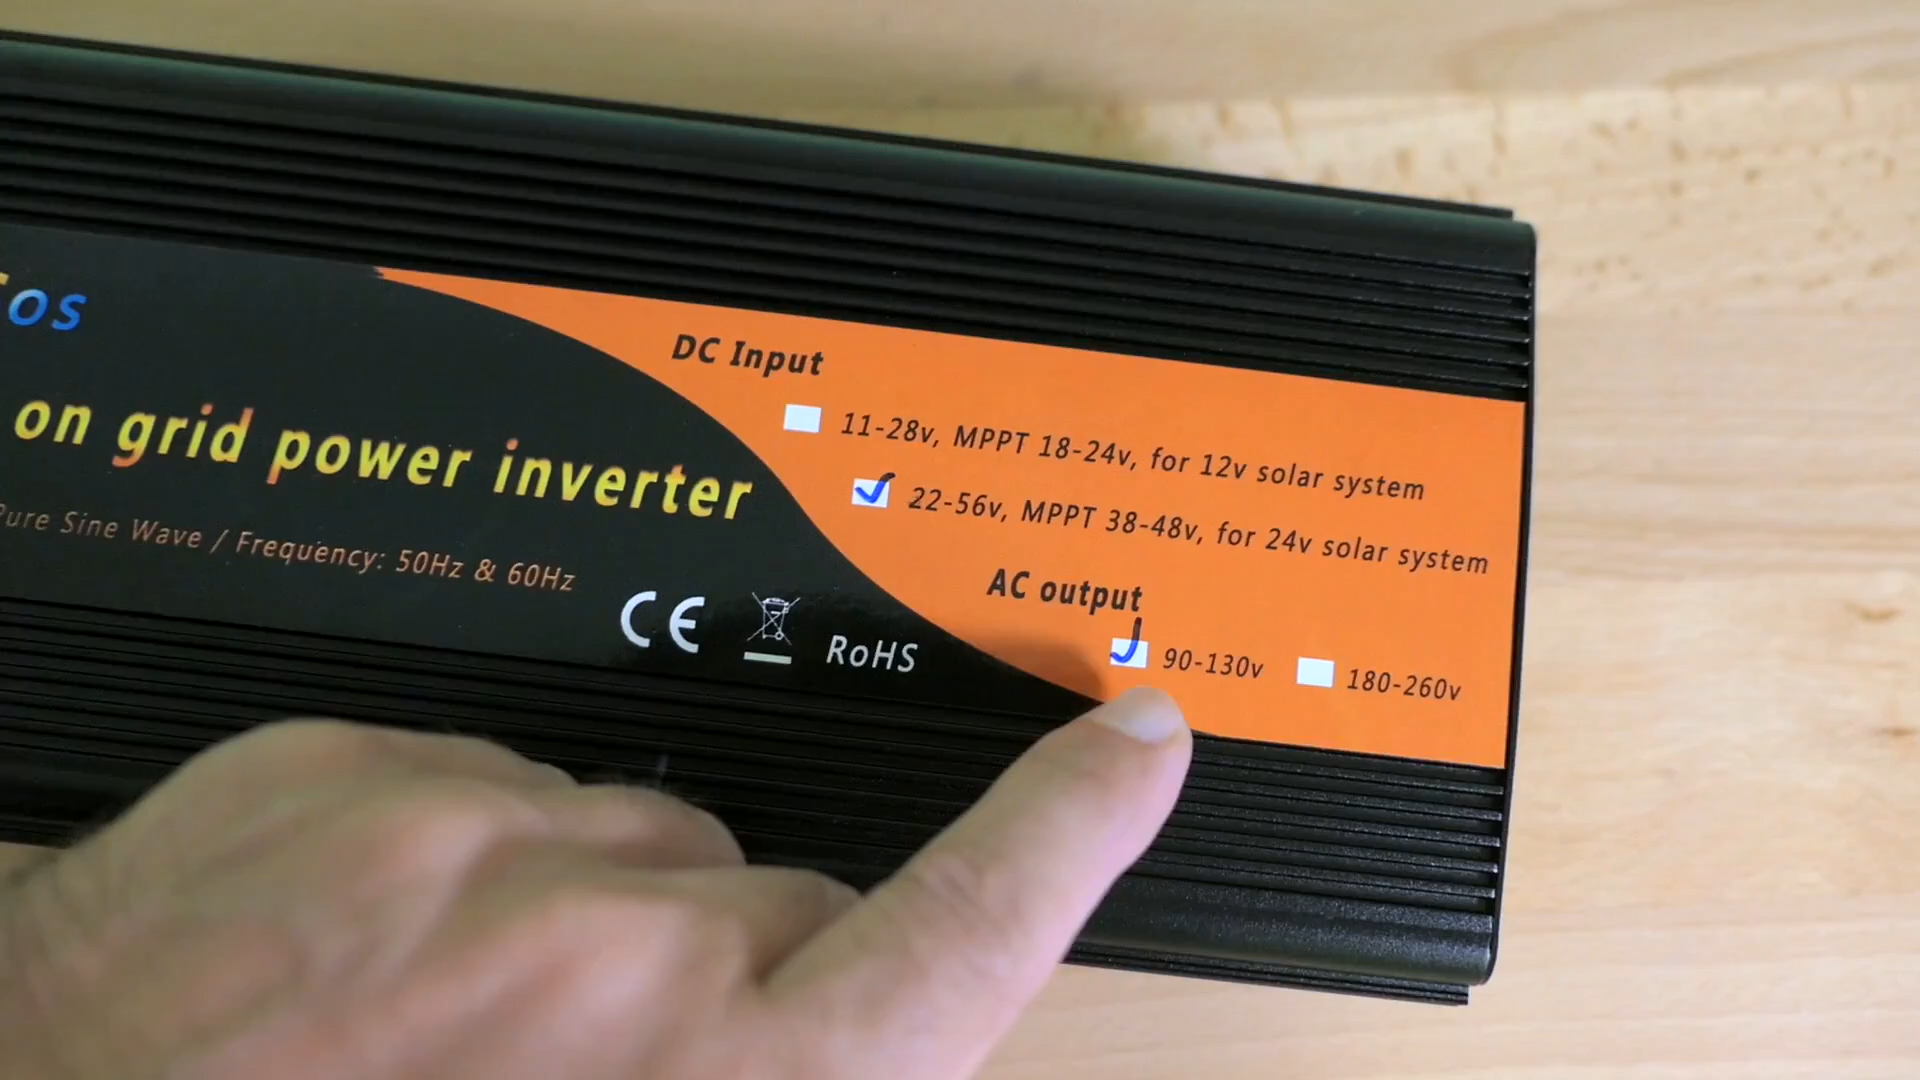 os
on grid power inverter
Pure Sine Wave / Frequency: 50Hz & 60Hz
CE
RoHS
DC Input
11-28v, MPPT 18-24v, for 12v solar system
22-56v, MPPT 38-48v, for 24v solar system
AC output
90-130v 180-260v